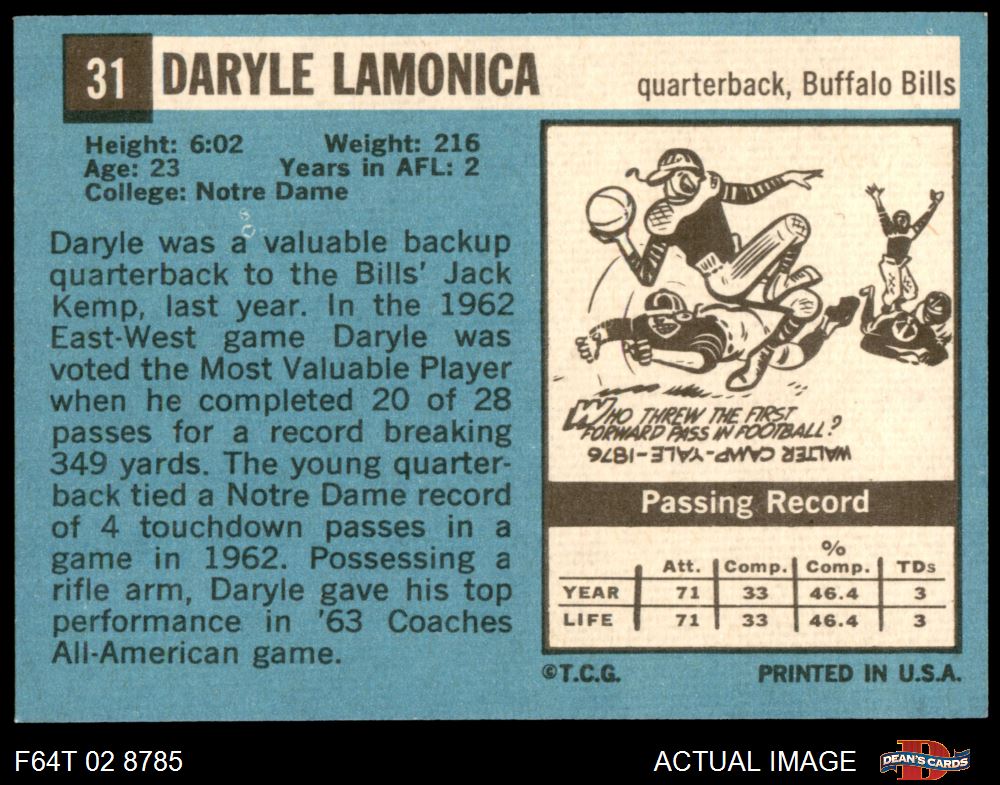 31 DARYLE LAMONICA
quarterback, Buffalo Bills
Height: 6:02 Weight: 216
Age: 23 Years in AFL: 2
College: Notre Dame
Daryle was a valuable backup
quarterback to the Bills' Jack
Kemp, last year. In the 1962
East-West game Daryle was
voted the Most Valuable Player
when he completed 20 of 28
passes for a record breaking
349 yards. The young quarter-
back tied a Notre Dame record
of 4 touchdown passes in a
game in 1962. Possessing a
rifle arm, Daryle gave his top
performance in '63 Coaches
All-American game.
WHO THREW THE FIRST
FORWARD PASS IN FOOTBALL?
WALTER CAMP-YALE-1876
Passing Record
Att. Comp. % Comp. TDs
YEAR 71 33 46.4 3
LIFE 71 33 46.4 3
©T.C.G. PRINTED IN U.S.A.
F64T 02 8785
ACTUAL IMAGE
D
DEAN'S CARDS